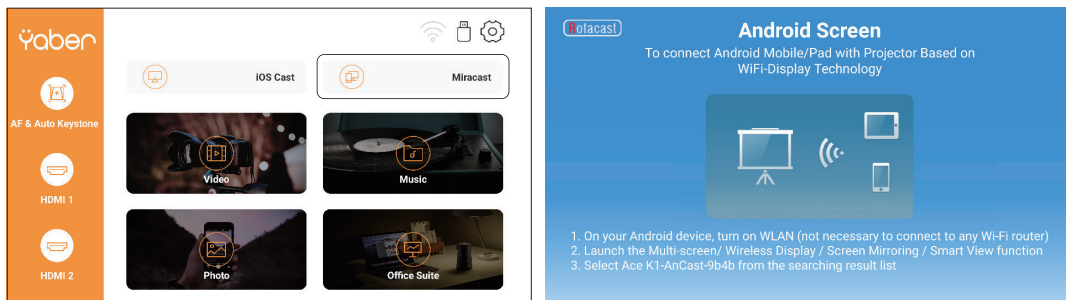 Yaber
AF & Auto Keystone
HDMI 1
HDMI 2
iOS Cast
Miracast
Video
Music
Photo
Office Suite
Rotacast
Android Screen
To connect Android Mobile/Pad with Projector Based on
WiFi-Display Technology
1. On your Android device, turn on WLAN (not necessary to connect to any Wi-Fi router)
2. Launch the Multi-screen/ Wireless Display / Screen Mirroring / Smart View function
3. Select Ace K1-AnCast-9b4b from the searching result list